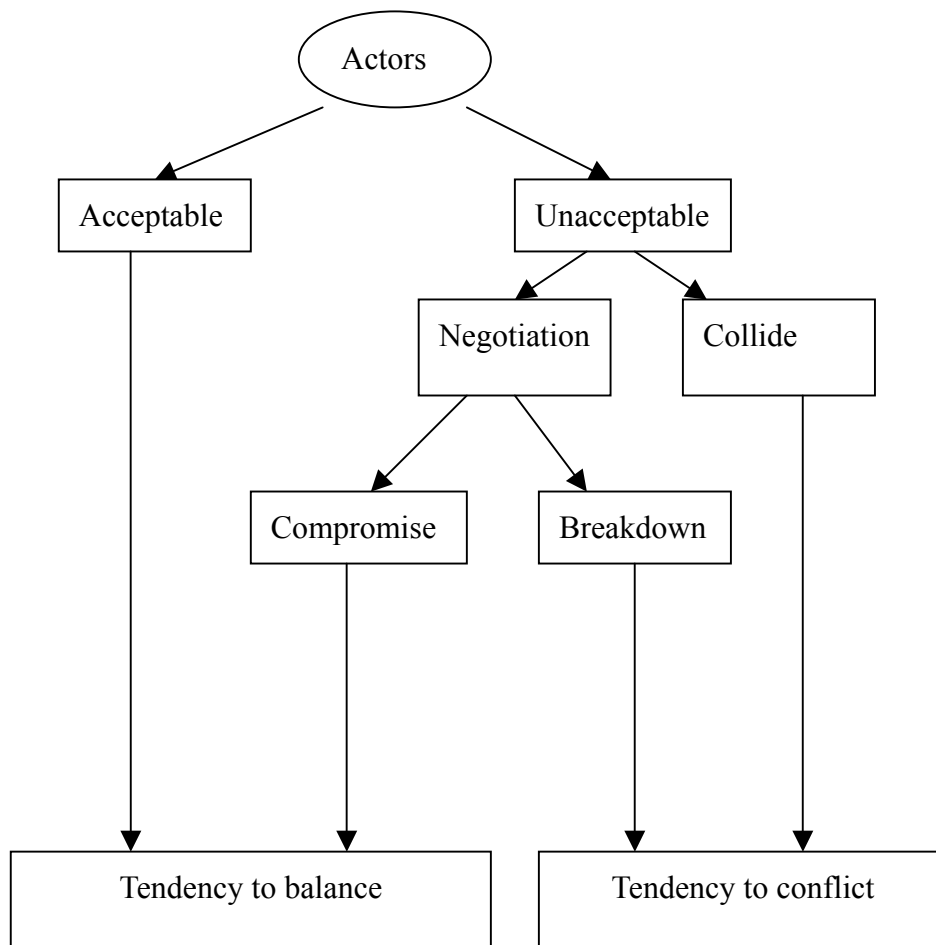 Actors
Acceptable
Unacceptable
Negotiation
Collide
Compromise
Breakdown
Tendency to balance
Tendency to conflict